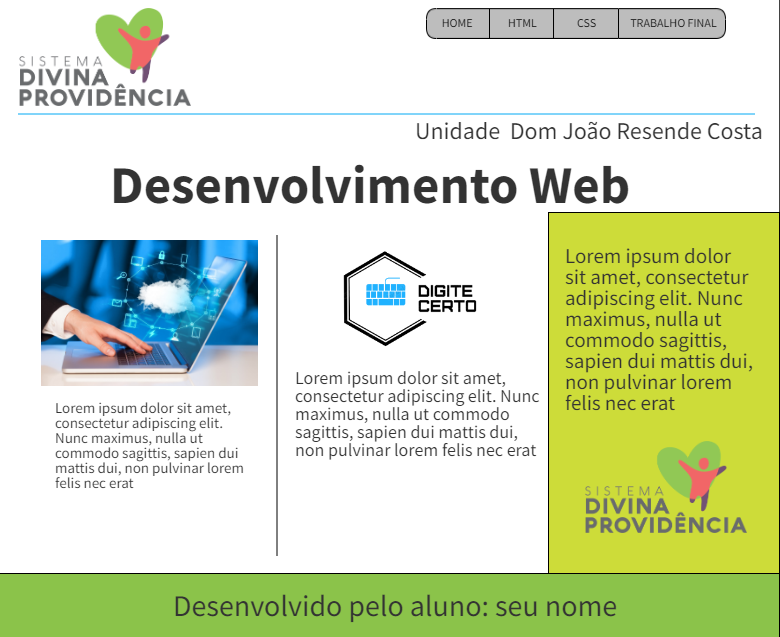 SISTEMA
DIVINA
PROVIDÊNCIA
HOME HTML CSS TRABALHO FINAL
Unidade Dom João Resende Costa
Desenvolvimento Web
Lorem ipsum dolor sit amet,
consectetur adipiscing elit.
Nunc maximus, nulla ut
commodo sagittis, sapien dui
mattis dui, non pulvinar lorem
felis nec erat
DIGITE
CERTO
Lorem ipsum dolor sit amet,
consectetur adipiscing elit. Nunc
maximus, nulla ut commodo
sagittis, sapien dui mattis dui,
non pulvinar lorem felis nec erat
Lorem ipsum dolor
sit amet, consectetur
adipiscing elit. Nunc
maximus, nulla ut
commodo sagittis,
sapien dui mattis dui,
non pulvinar lorem
felis nec erat
SISTEMA
DIVINA
PROVIDÊNCIA
Desenvolvido pelo aluno: seu nome